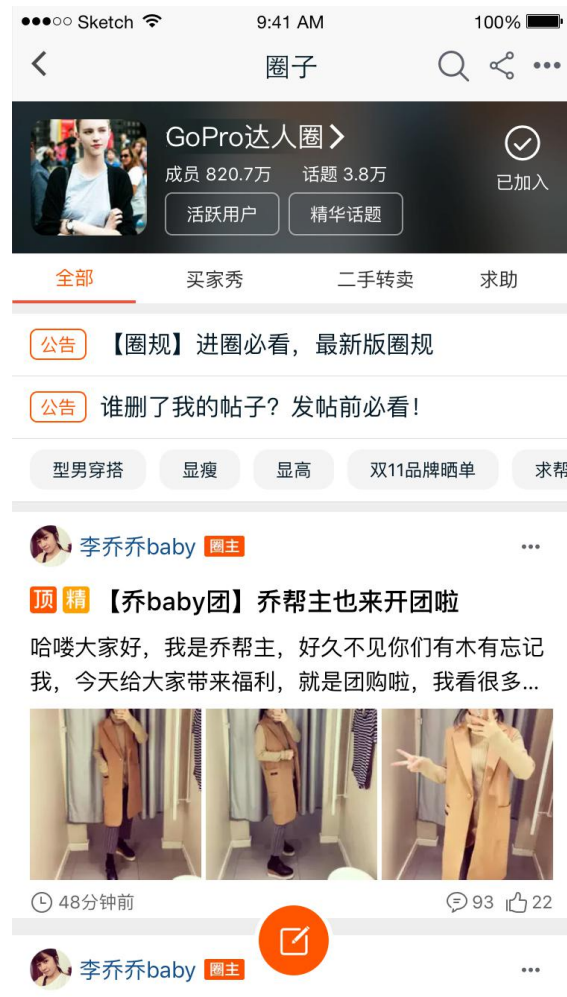 Sketch 9:41 AM 100%
圈子
GoPro达人圈
成员 820.7万 话题 3.8万
已加入
活跃用户 精华话题
全部 买家秀 二手转卖 求助
公告 【圈规】进圈必看，最新版圈规
公告 谁删了我的帖子？发帖前必看！
型男穿搭 显瘦 显高 双11品牌晒单 求帮
李乔乔baby 圈主
顶 精 【乔baby团】乔帮主也来开团啦
哈喽大家好，我是乔帮主，好久不见你们有木有忘记
我，今天给大家带来福利，就是团购啦，我看很多...
48分钟前 93 22
李乔乔baby 圈主